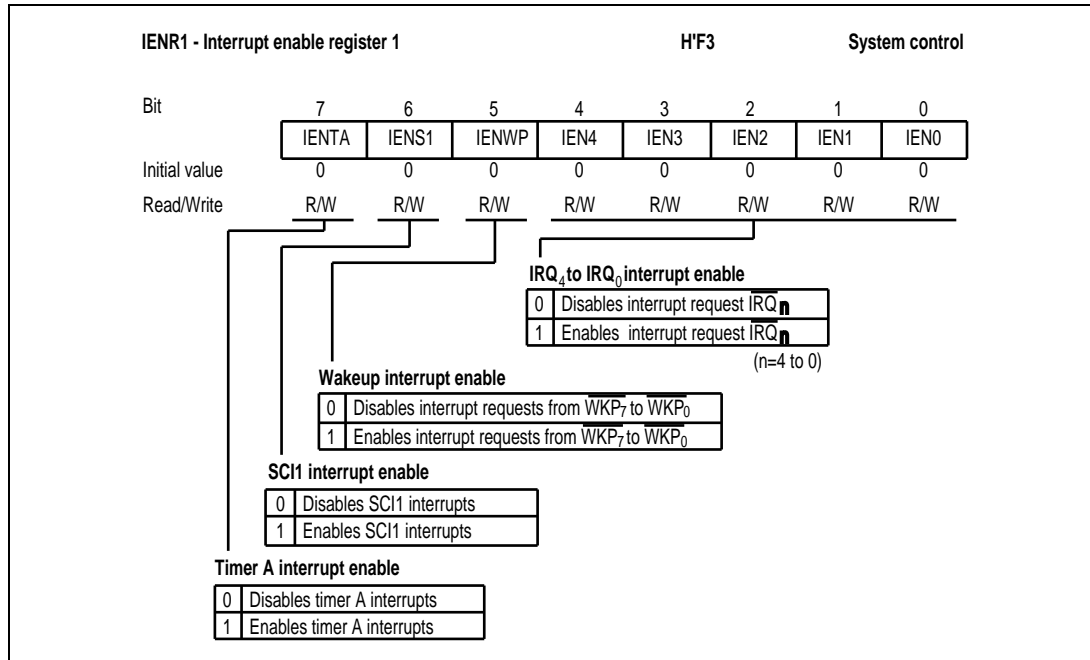 IENR1 - Interrupt enable register 1 H'F3 System control
Bit 7 6 5 4 3 2 1 0
IENTA IENS1 IENWP IEN4 IEN3 IEN2 IEN1 IEN0
Initial value 0 0 0 0 0 0 0 0
Read/Write R/W R/W R/W R/W R/W R/W R/W R/W
IRQ4 to IRQ0 interrupt enable
0 Disables interrupt request IRQn
1 Enables interrupt request IRQn
(n=4 to 0)
Wakeup interrupt enable
0 Disables interrupt requests from WKP7 to WKP0
1 Enables interrupt requests from WKP7 to WKP0
SCI1 interrupt enable
0 Disables SCI1 interrupts
1 Enables SCI1 interrupts
Timer A interrupt enable
0 Disables timer A interrupts
1 Enables timer A interrupts